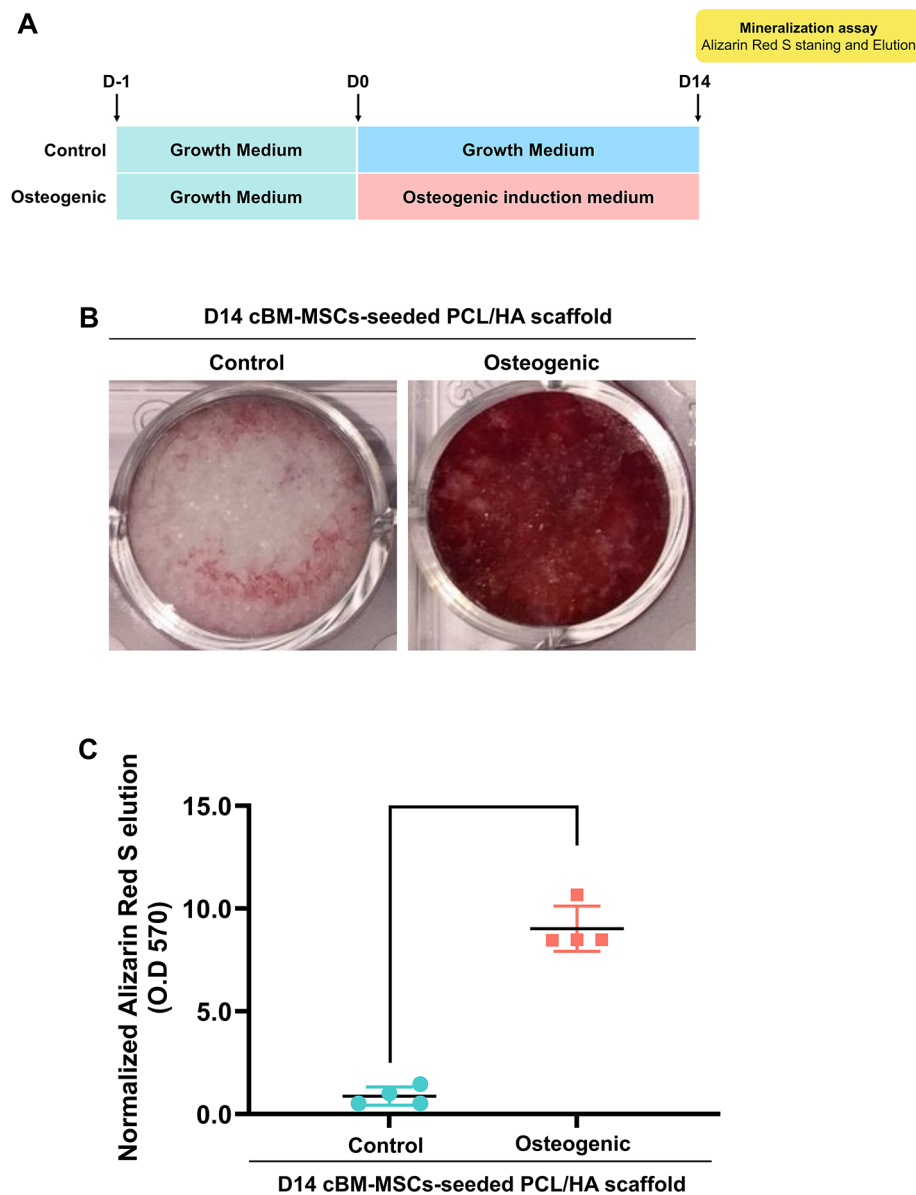 A
Mineralization assay
Alizarin Red S staning and Elution
D-1
D0
D14
Control
Growth Medium
Growth Medium
Osteogenic
Growth Medium
Osteogenic induction medium
B
D14 cBM-MSCs-seeded PCL/HA scaffold
Control
Osteogenic
C
Normalized Alizarin Red S elution
(O.D 570)
15.0
10.0
5.0
0.0
Control
Osteogenic
D14 cBM-MSCs-seeded PCL/HA scaffold